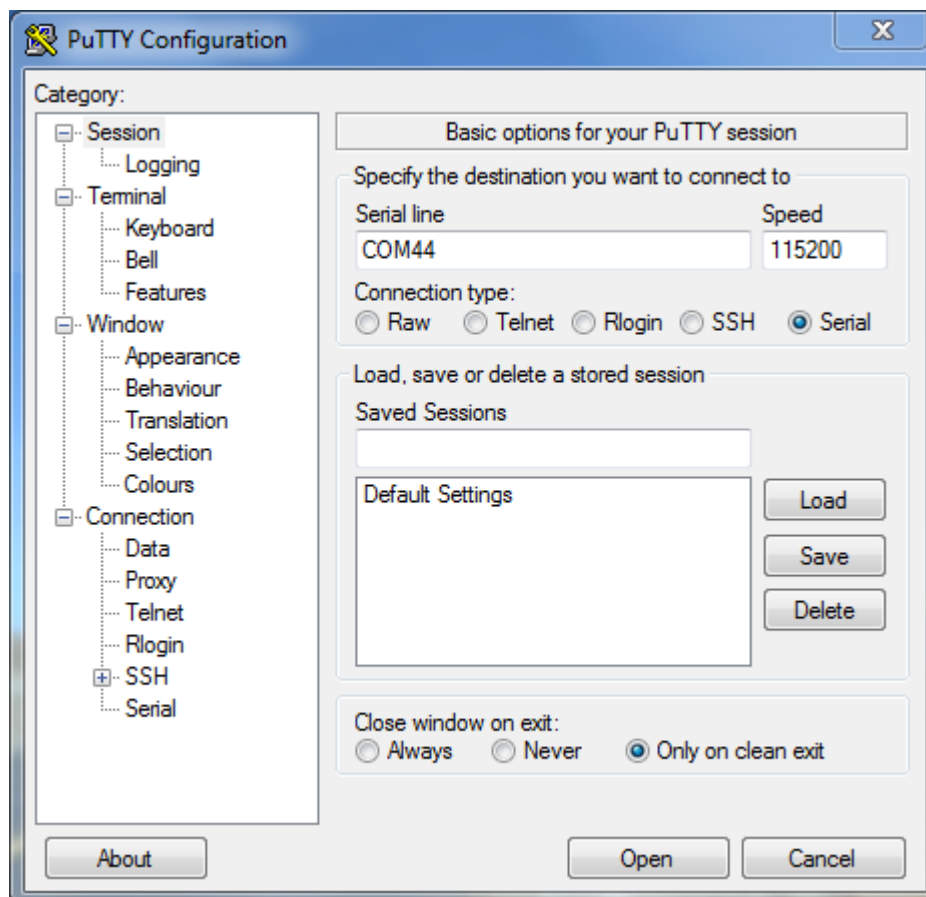 PuTTY Configuration
Category:
Session
Logging
Terminal
Keyboard
Bell
Features
Window
Appearance
Behaviour
Translation
Selection
Colours
Connection
Data
Proxy
Telnet
Rlogin
SSH
Serial
Basic options for your PuTTY session
Specify the destination you want to connect to
Serial line Speed
COM44 115200
Connection type:
Raw Telnet Rlogin SSH Serial
Load, save or delete a stored session
Saved Sessions
Default Settings
Load
Save
Delete
Close window on exit:
Always Never Only on clean exit
About Open Cancel